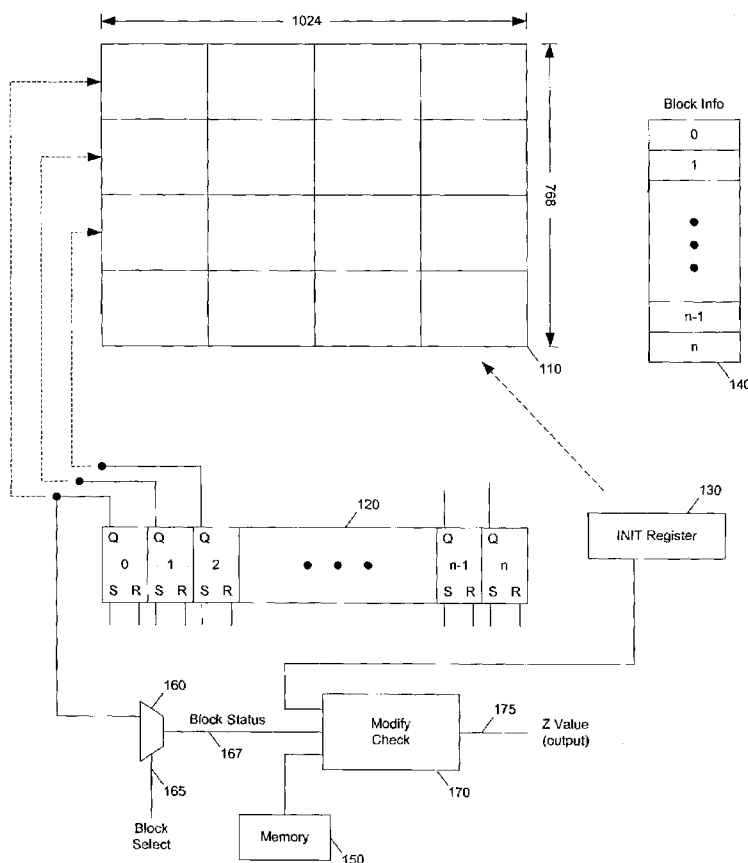 1024
768
Block Info
0
1
n-1
n
110
140
120
130
INIT Register
Q Q Q Q Q
0 1 2 n-1 n
S R S R S R S R S R
160
Block Status
167
165
Block
Select
Modify
Check
170
175
Z Value
(output)
Memory
150